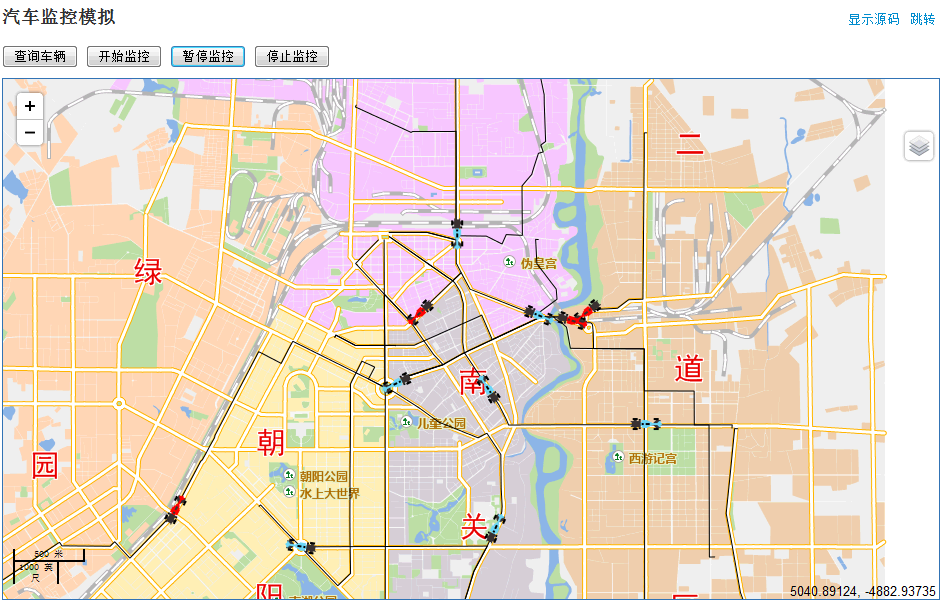 汽车监控模拟
显示源码 跳转
查询车辆 开始监控 暂停监控 停止监控
+
−
二
伪皇宫
绿
道
南
儿童公园
朝
西游记宫
园
朝阳公园
水上大世界
关
500 米
1000 英尺
阳
5040.89124, -4882.93735